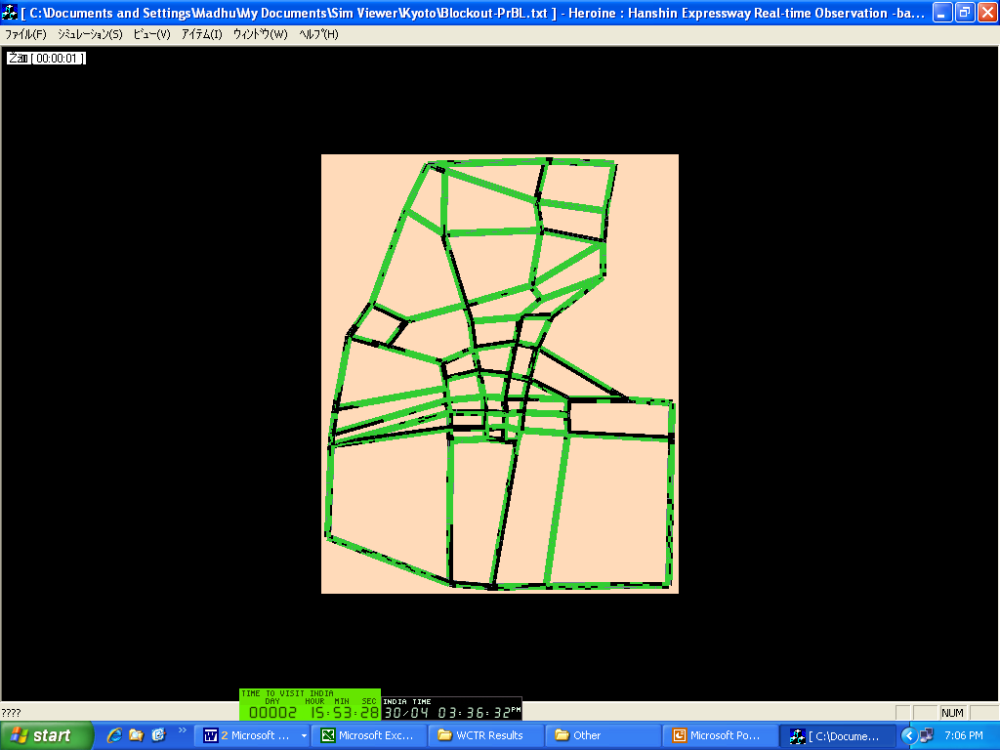 [ C:\Documents and Settings\Madhu\My Documents\Sim Viewer\Kyoto\Blockout-PrBL.txt ] - Heroine : Hanshin Expressway Real-time Observation -ba...
ファイル(F) シミュレーション(S) ビュー(V) アイテム(I) ウィンドウ(W) ヘルプ(H)
[ 00:00:01 ]
TIME TO VISIT INDIA
DAY HOUR MIN SEC
00002 15:53:28
INDIA TIME
30/04 03:36:32PM
????
NUM
start
2 Microsoft ...
Microsoft Exc...
WCTR Results
Other
Microsoft Po...
[ C:\Docume...
7:06 PM